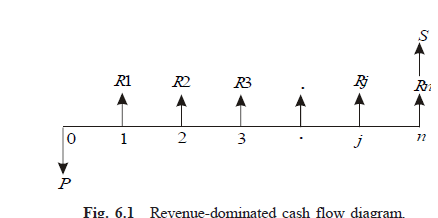 S
R1 R2 R3 . Rj Rn
0 1 2 3 . j n
P
Fig. 6.1 Revenue-dominated cash flow diagram.